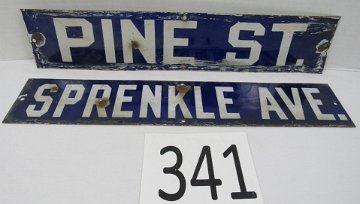 PINE ST.
SPRENKLE AVE.
341